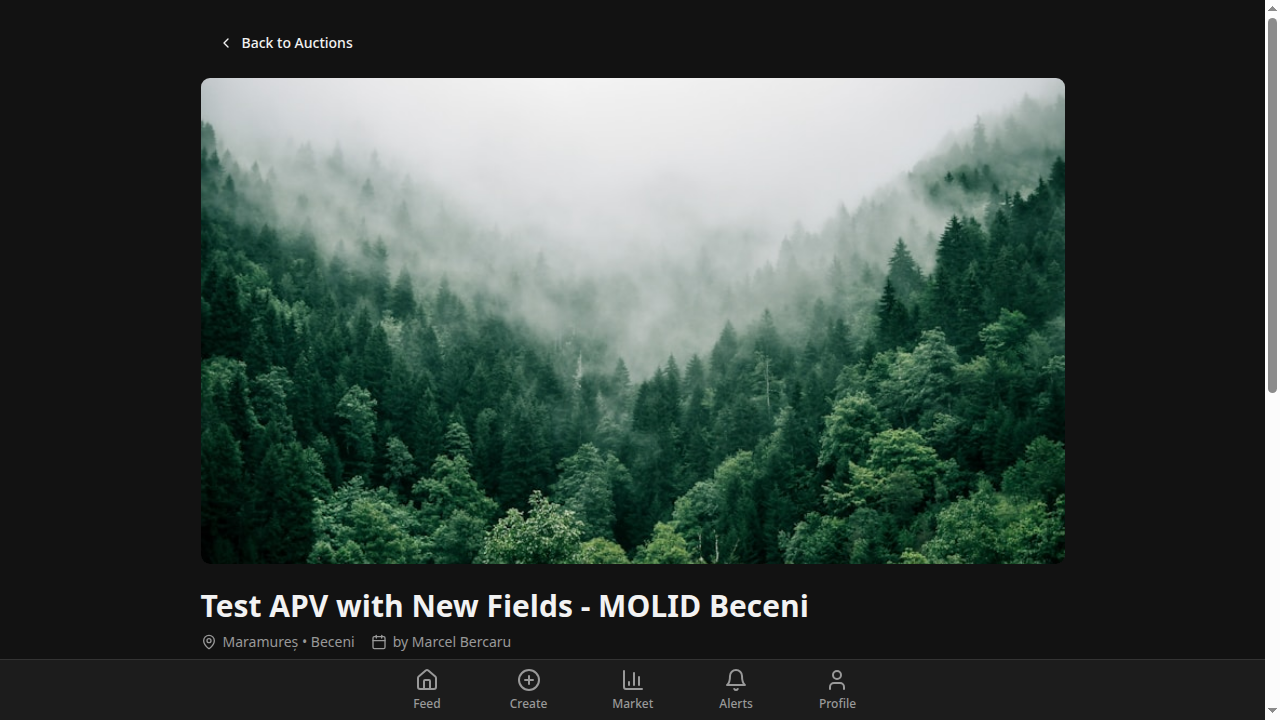 Back to Auctions
Test APV with New Fields - MOLID Beceni
Maramureș • Beceni by Marcel Bercaru
Feed Create Market Alerts Profile